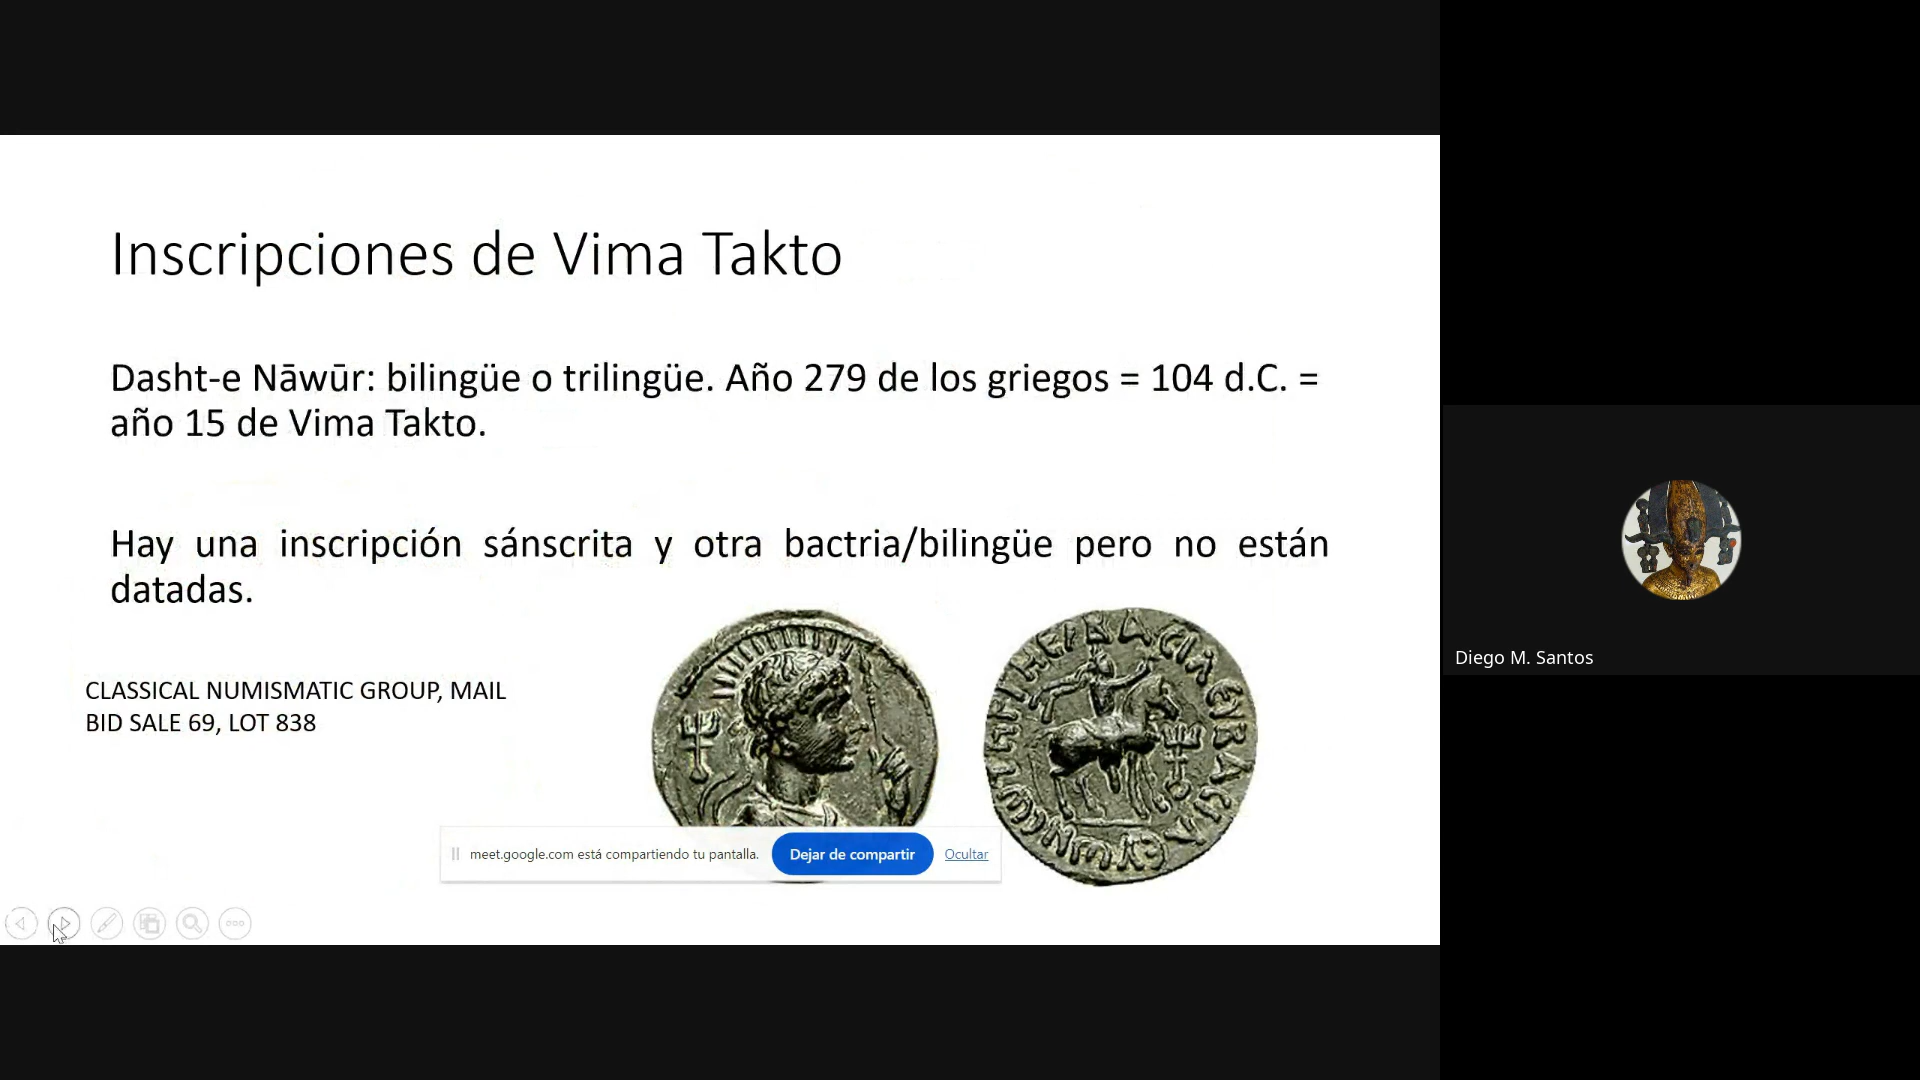 Inscripciones de Vima Takto
Dasht-e Nāwūr: bilingüe o trilingüe. Año 279 de los griegos = 104 d.C. =
año 15 de Vima Takto.
Hay una inscripción sánscrita y otra bactria/bilingüe pero no están
datadas.
CLASSICAL NUMISMATIC GROUP, MAIL
BID SALE 69, LOT 838
meet.google.com está compartiendo tu pantalla.
Dejar de compartir
Ocultar
Diego M. Santos